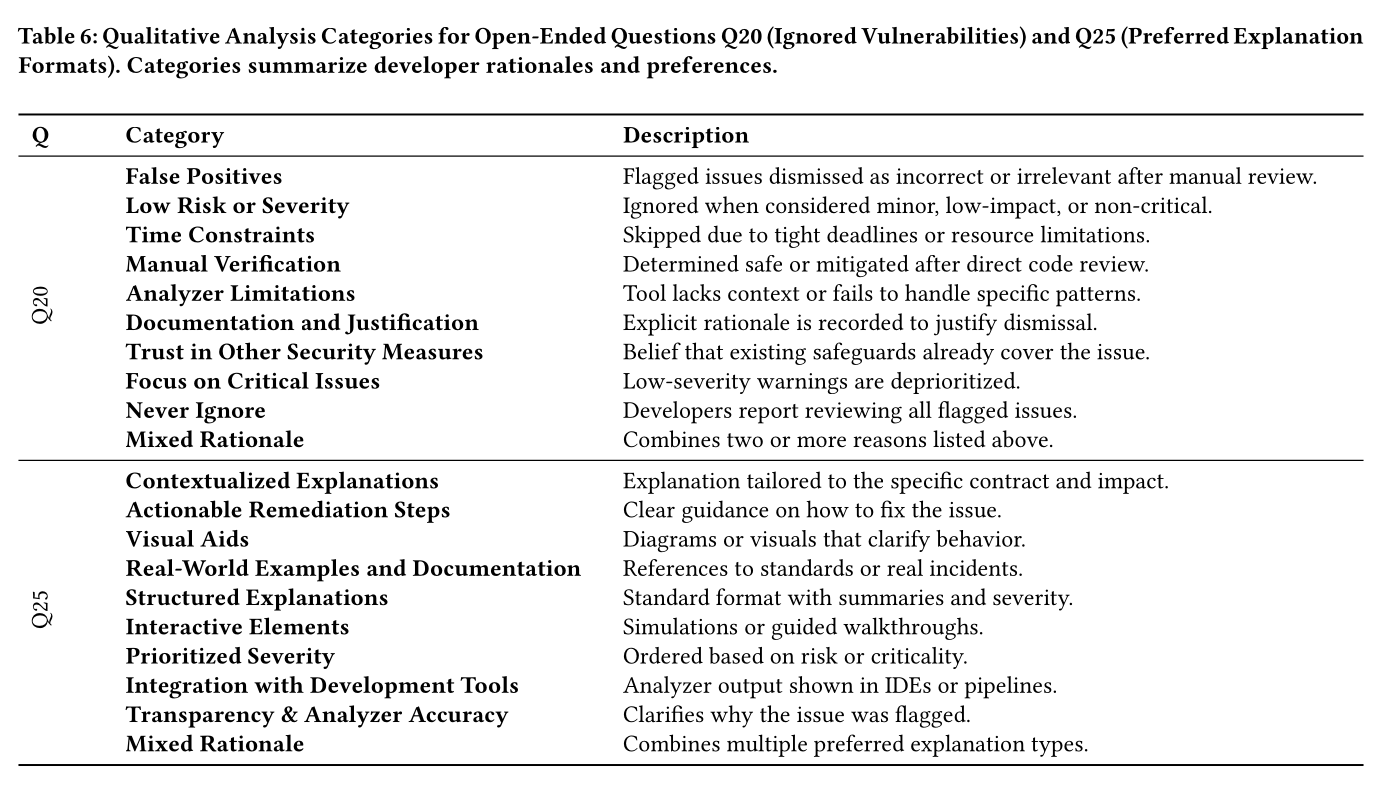 Table 6: Qualitative Analysis Categories for Open-Ended Questions Q20 (Ignored Vulnerabilities) and Q25 (Preferred Explanation
Formats). Categories summarize developer rationales and preferences.
Q Category Description
Q20
False Positives Flagged issues dismissed as incorrect or irrelevant after manual review.
Low Risk or Severity Ignored when considered minor, low-impact, or non-critical.
Time Constraints Skipped due to tight deadlines or resource limitations.
Manual Verification Determined safe or mitigated after direct code review.
Analyzer Limitations Tool lacks context or fails to handle specific patterns.
Documentation and Justification Explicit rationale is recorded to justify dismissal.
Trust in Other Security Measures Belief that existing safeguards already cover the issue.
Focus on Critical Issues Low-severity warnings are deprioritized.
Never Ignore Developers report reviewing all flagged issues.
Mixed Rationale Combines two or more reasons listed above.
Q25
Contextualized Explanations Explanation tailored to the specific contract and impact.
Actionable Remediation Steps Clear guidance on how to fix the issue.
Visual Aids Diagrams or visuals that clarify behavior.
Real-World Examples and Documentation References to standards or real incidents.
Structured Explanations Standard format with summaries and severity.
Interactive Elements Simulations or guided walkthroughs.
Prioritized Severity Ordered based on risk or criticality.
Integration with Development Tools Analyzer output shown in IDEs or pipelines.
Transparency & Analyzer Accuracy Clarifies why the issue was flagged.
Mixed Rationale Combines multiple preferred explanation types.